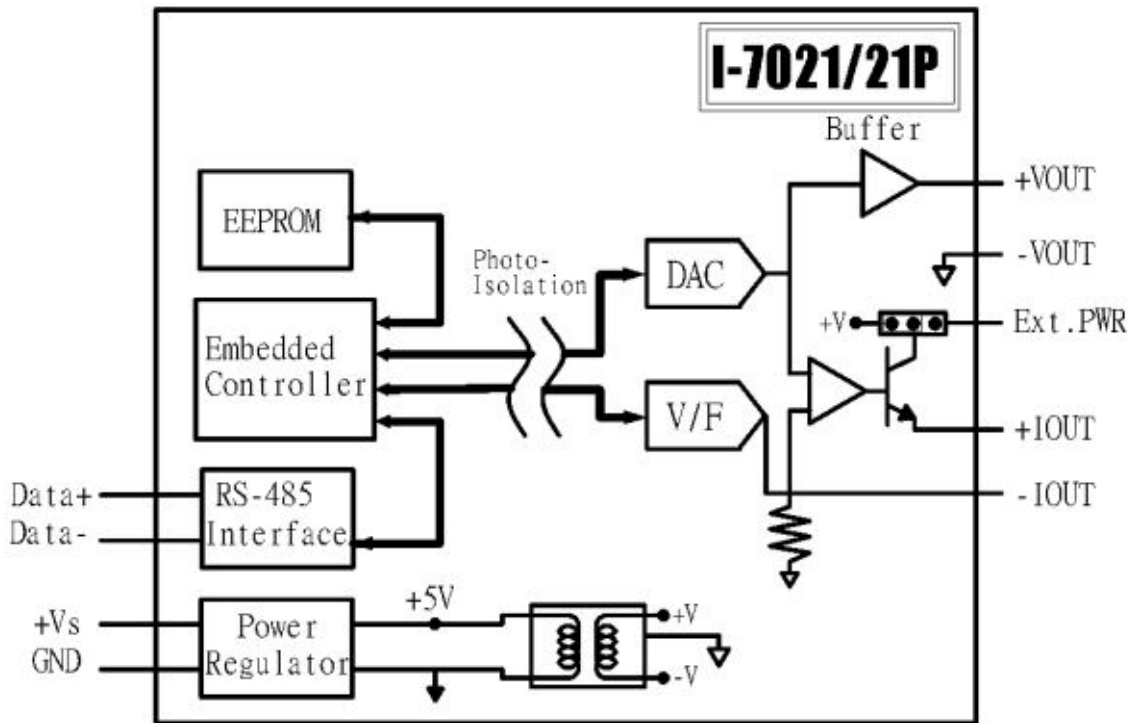 I-7021/21P
Buffer
+VOUT
-VOUT
EEPROM
Photo-
Isolation
DAC
+V
Ext.PWR
Embedded
Controller
V/F
+IOUT
-IOUT
Data+
Data-
RS-485
Interface
+5V
+Vs
GND
Power
Regulator
+V
-V